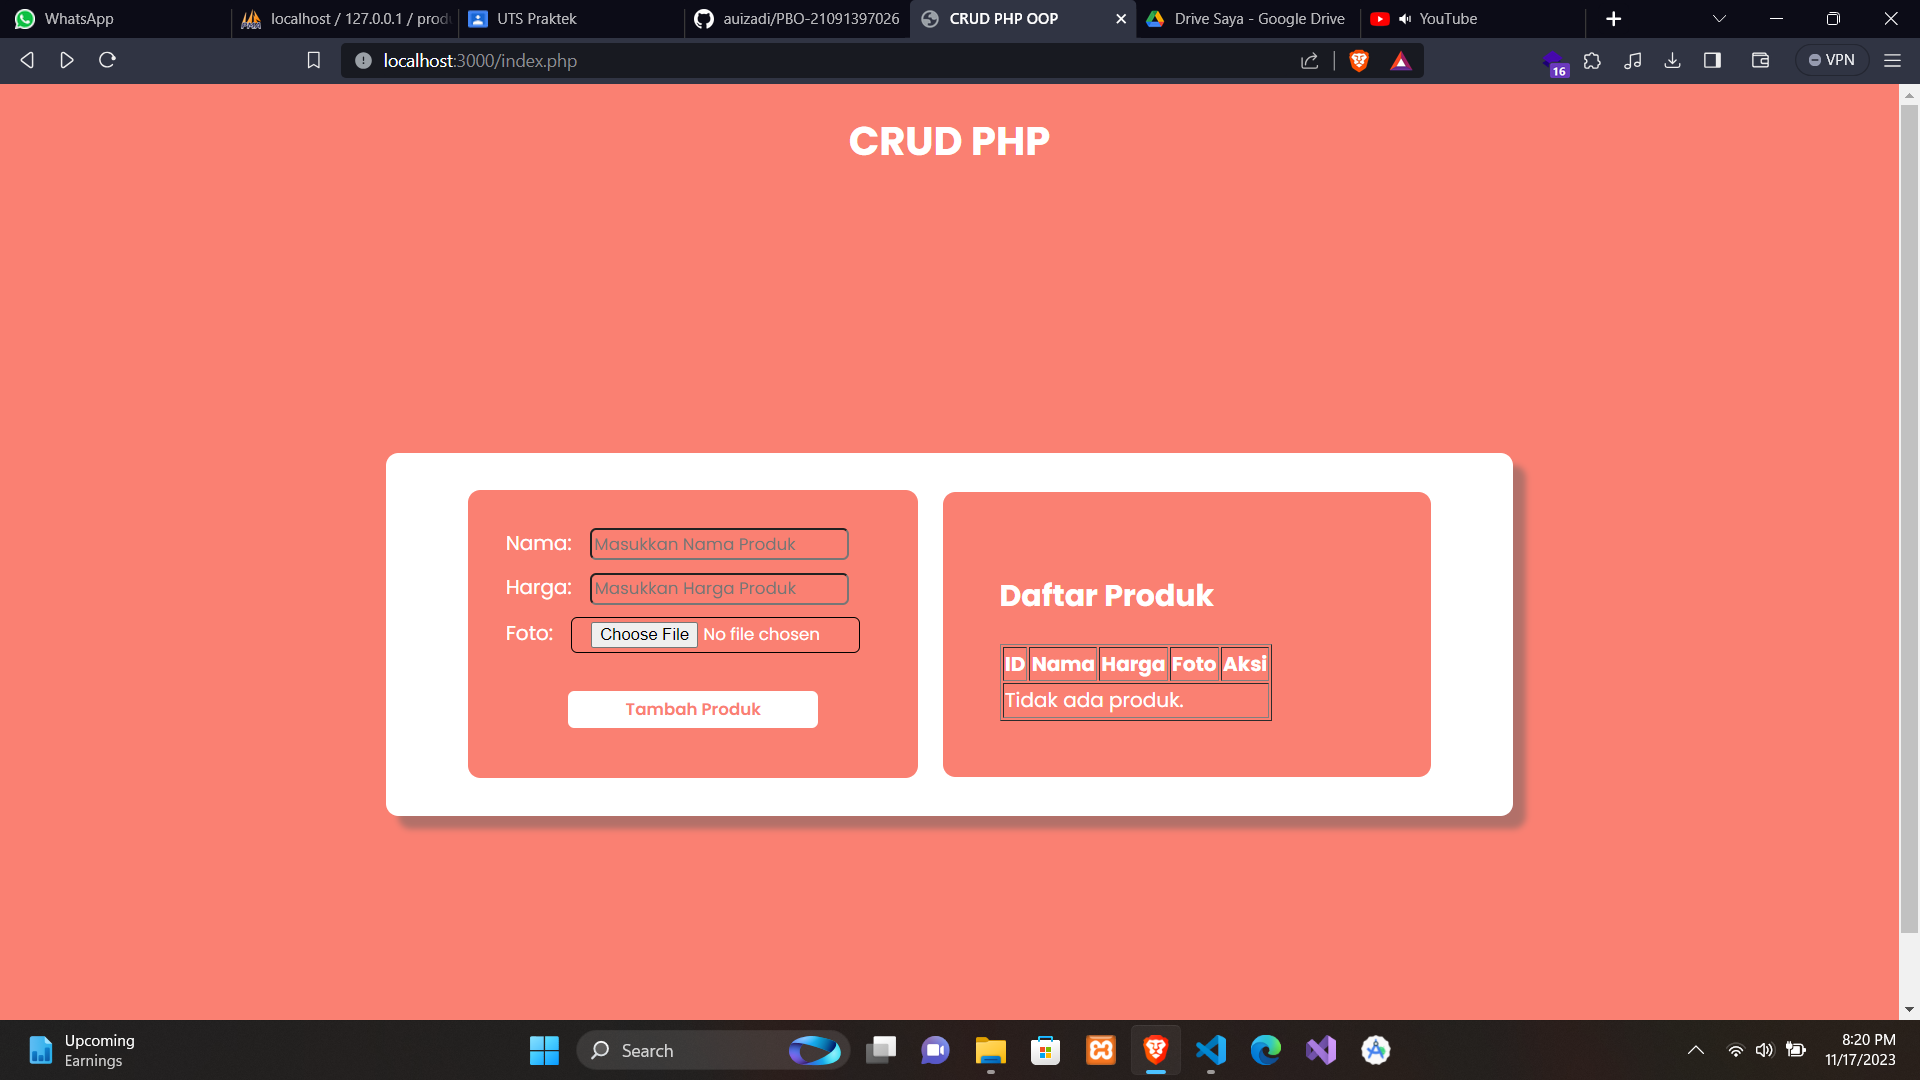 WhatsApp
localhost / 127.0.0.1 / prod
UTS Praktek
auizadi/PBO-21091397026
CRUD PHP OOP
Drive Saya - Google Drive
YouTube
localhost:3000/index.php
16
VPN
CRUD PHP
Nama: Masukkan Nama Produk
Harga: Masukkan Harga Produk
Foto: Choose File No file chosen
Tambah Produk
Daftar Produk
ID Nama Harga Foto Aksi
Tidak ada produk.
Upcoming
Earnings
Search
8:20 PM
11/17/2023